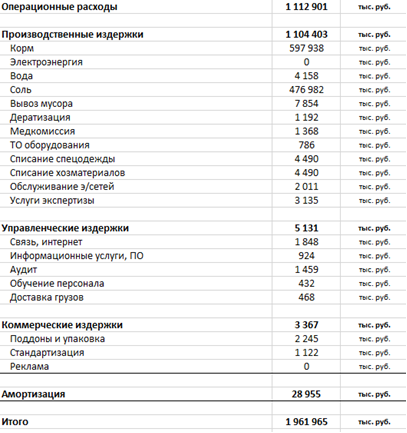 Операционные расходы 1 112 901 тыс. руб.
Производственные издержки 1 104 403 тыс. руб.
Корм 597 938 тыс. руб.
Электроэнергия 0 тыс. руб.
Вода 4 158 тыс. руб.
Соль 476 982 тыс. руб.
Вывоз мусора 7 854 тыс. руб.
Дератизация 1 192 тыс. руб.
Медкомиссия 1 368 тыс. руб.
ТО оборудования 786 тыс. руб.
Списание спецодежды 4 490 тыс. руб.
Списание хозматериалов 4 490 тыс. руб.
Обслуживание э/сетей 2 011 тыс. руб.
Услуги экспертизы 3 135 тыс. руб.
Управленческие издержки 5 131 тыс. руб.
Связь, интернет 1 848 тыс. руб.
Информационные услуги, ПО 924 тыс. руб.
Аудит 1 459 тыс. руб.
Обучение персонала 432 тыс. руб.
Доставка грузов 468 тыс. руб.
Коммерческие издержки 3 367 тыс. руб.
Поддоны и упаковка 2 245 тыс. руб.
Стандартизация 1 122 тыс. руб.
Реклама 0 тыс. руб.
Амортизация 28 955 тыс. руб.
Итого 1 961 965 тыс. руб.